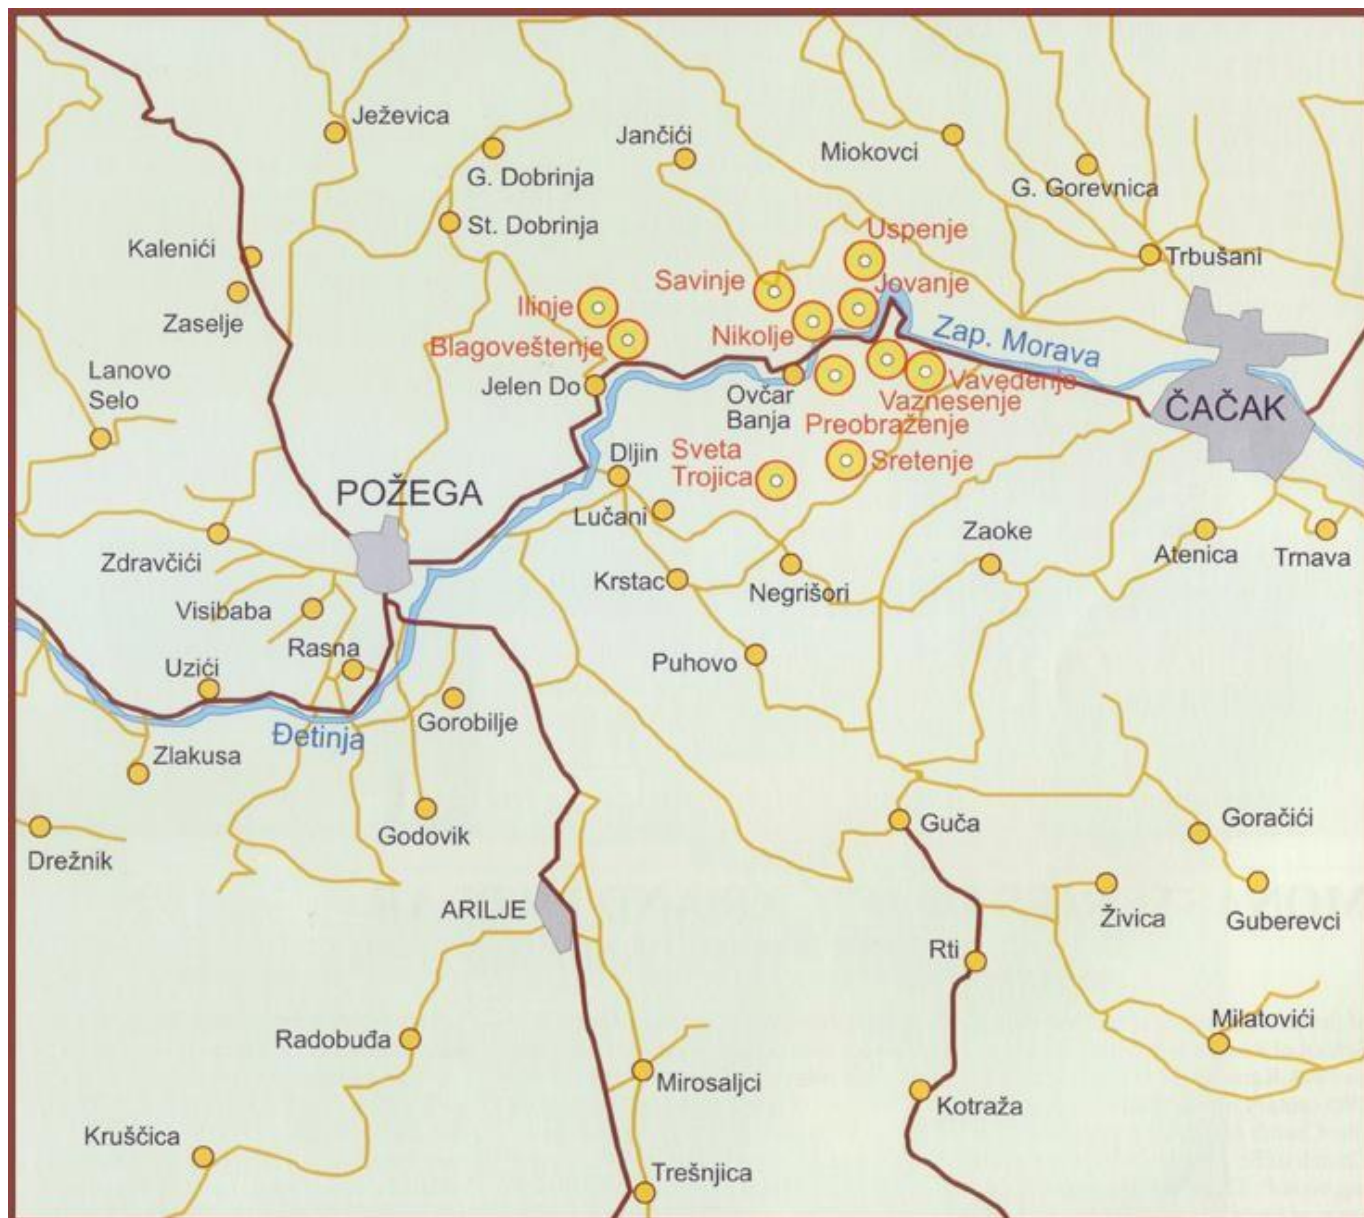 Ježevica
Jančići
Miokovci
G. Dobrinja
G. Gorevnica
St. Dobrinja
Uspenje
Kalenići
Trbušani
Savinje
Jovanje
Ilinje
Zaselje
Nikolje
Zap. Morava
Blagoveštenje
Lanovo
Selo
Jelen Do
Ovčar
Banja
Vavedenje
Vaznesenje
ČAČAK
Preobraženje
Dljin
Sveta
Trojica
Sretenje
POŽEGA
Lučani
Zdravčići
Zaoke
Atenica
Trnava
Krstac
Negrišori
Visibaba
Rasna
Uzići
Puhovo
Gorobilje
Đetinja
Zlakusa
Godovik
Guča
Goračići
Drežnik
ARILJE
Živica
Guberevci
Rti
Radobuđa
Milatovići
Mirosaljci
Kotraža
Kruščica
Trešnjica